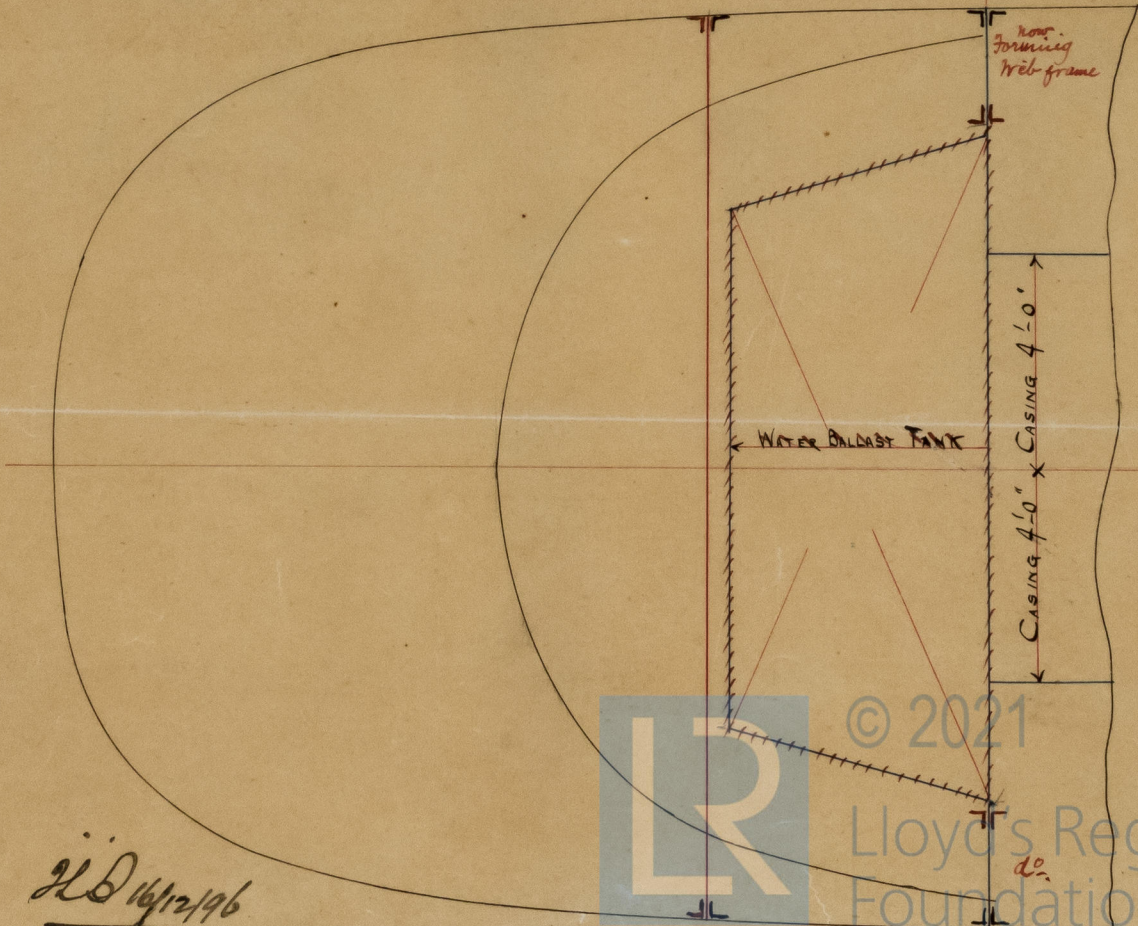 now
Forming
Web frame
Casing 4'-0"
Water Ballast Tank
Casing 4'-0"
do.
16/12/96
LR
© 2021
Lloyd's Reg
Foundatio